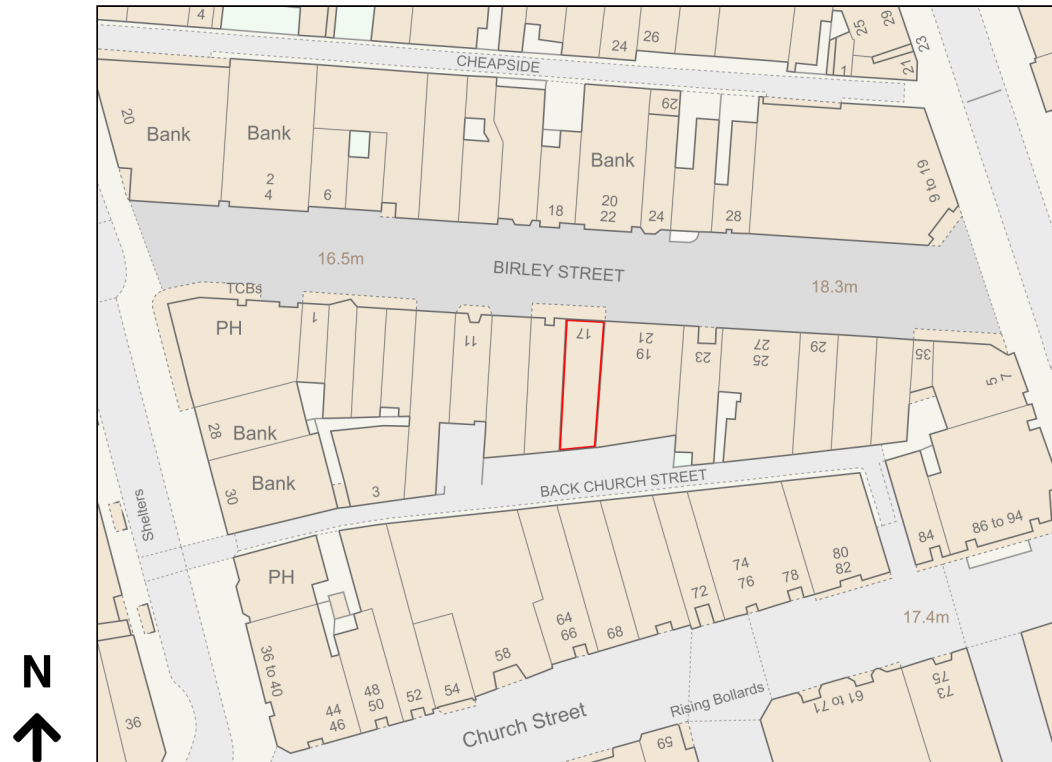 4
24
26
25
29
23
21
1
CHEAPSIDE
20
Bank
Bank
2
4
6
18
Bank
20
22
29
24
28
9 to 19
16.5m
BIRLEY STREET
18.3m
TCBs
PH
1
11
17
21
19
23
27
25
29
35
7
5
28
Bank
30
Bank
3
BACK CHURCH STREET
Shelters
PH
36 to 40
44
46
48
50
52
54
58
64
66
68
72
74
76
78
80
82
84
86 to 94
17.4m
Church Street
Rising Bollards
59
61 to 71
75
73
36
N